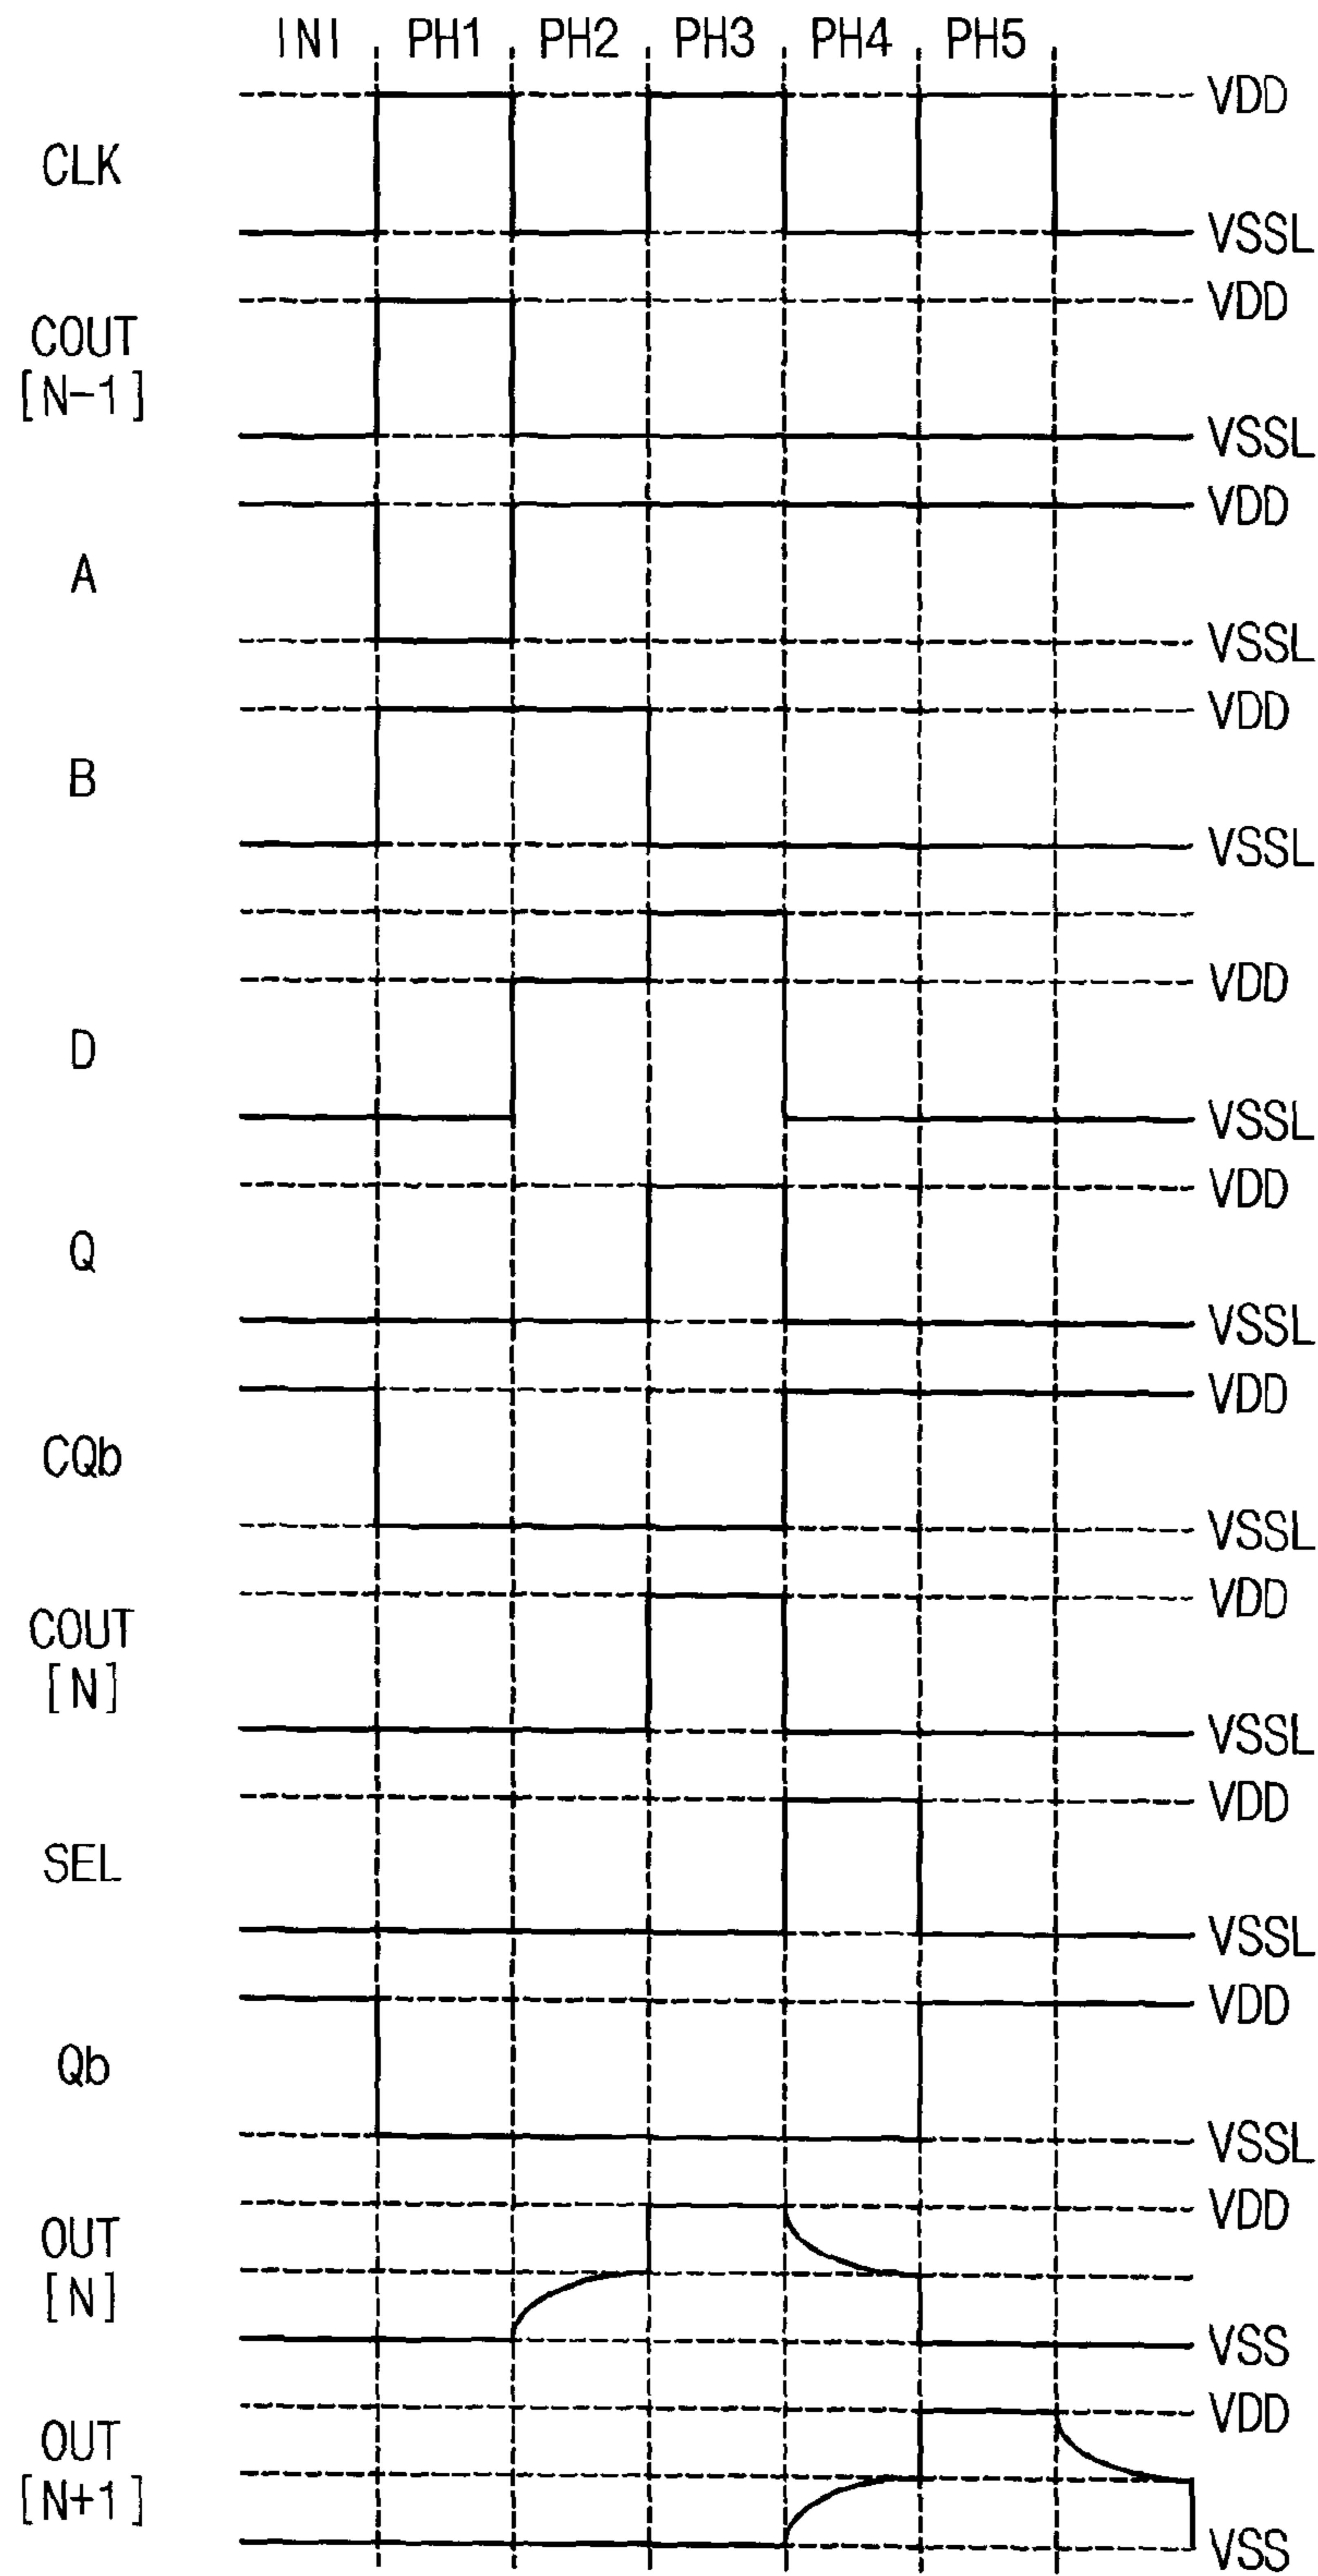 INI PH1 PH2 PH3 PH4 PH5
VDD
CLK
VSSL
VDD
COUT
[N-1]
VSSL
VDD
A
VSSL
VDD
B
VSSL
VDD
D
VSSL
VDD
Q
VSSL
VDD
CQb
VSSL
VDD
COUT
[N]
VSSL
VDD
SEL
VSSL
VDD
Qb
VSSL
VDD
OUT
[N]
VSS
VDD
OUT
[N+1]
VSS